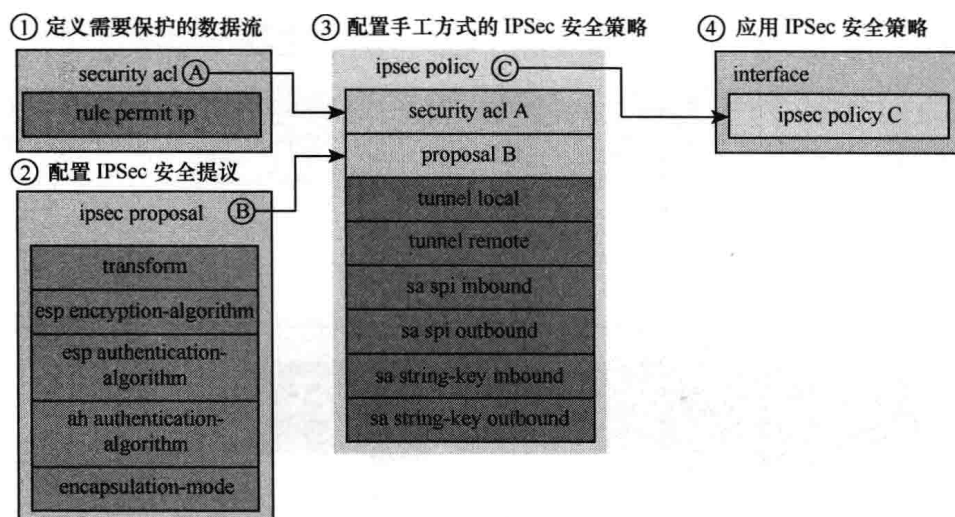 ① 定义需要保护的数据流
security acl Ⓐ
rule permit ip
② 配置 IPSec 安全提议
ipsec proposal Ⓑ
transform
esp encryption-algorithm
esp authentication-
algorithm
ah authentication-
algorithm
encapsulation-mode
③ 配置手工方式的 IPSec 安全策略
ipsec policy Ⓒ
security acl A
proposal B
tunnel local
tunnel remote
sa spi inbound
sa spi outbound
sa string-key inbound
sa string-key outbound
④ 应用 IPSec 安全策略
interface
ipsec policy C